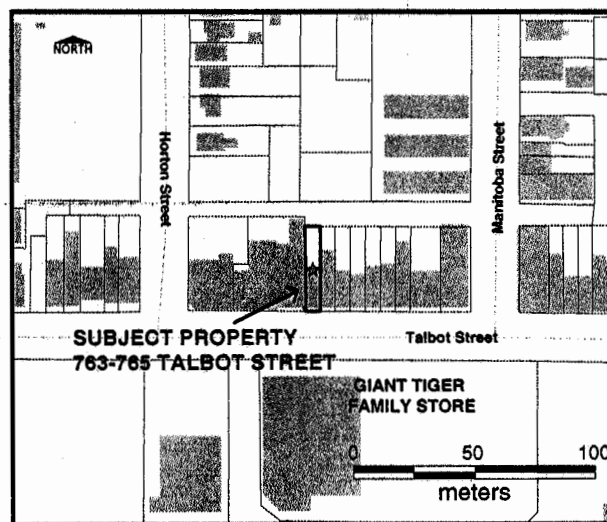 NORTH
Horton Street
Manitoba Street
SUBJECT PROPERTY
763-765 TALBOT STREET
Talbot Street
GIANT TIGER
FAMILY STORE
0 50 100
meters